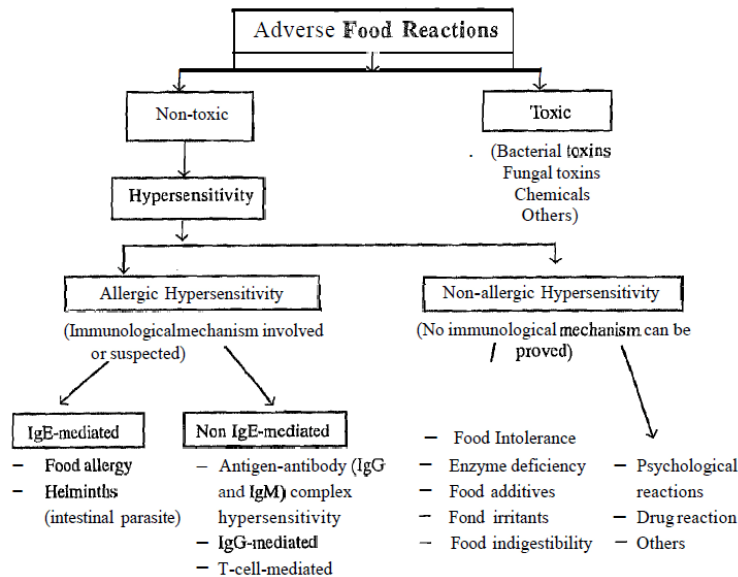 Adverse Food Reactions
Non-toxic
Toxic
(Bacterial toxins
Fungal toxins
Chemicals
Others)
Hypersensitivity
Allergic Hypersensitivity
(Immunologicalmechanism involved
or suspected)
Non-allergic Hypersensitivity
(No immunological mechanism can be
proved)
IgE-mediated
– Food allergy
– Helminths
(intestinal parasite)
Non IgE-mediated
– Antigen-antibody (IgG
and IgM) complex
hypersensitivity
– IgG-mediated
– T-cell-mediated
– Food Intolerance
– Enzyme deficiency
– Food additives
– Fond irritants
– Food indigestibility
– Psychological
reactions
– Drug reaction
– Others